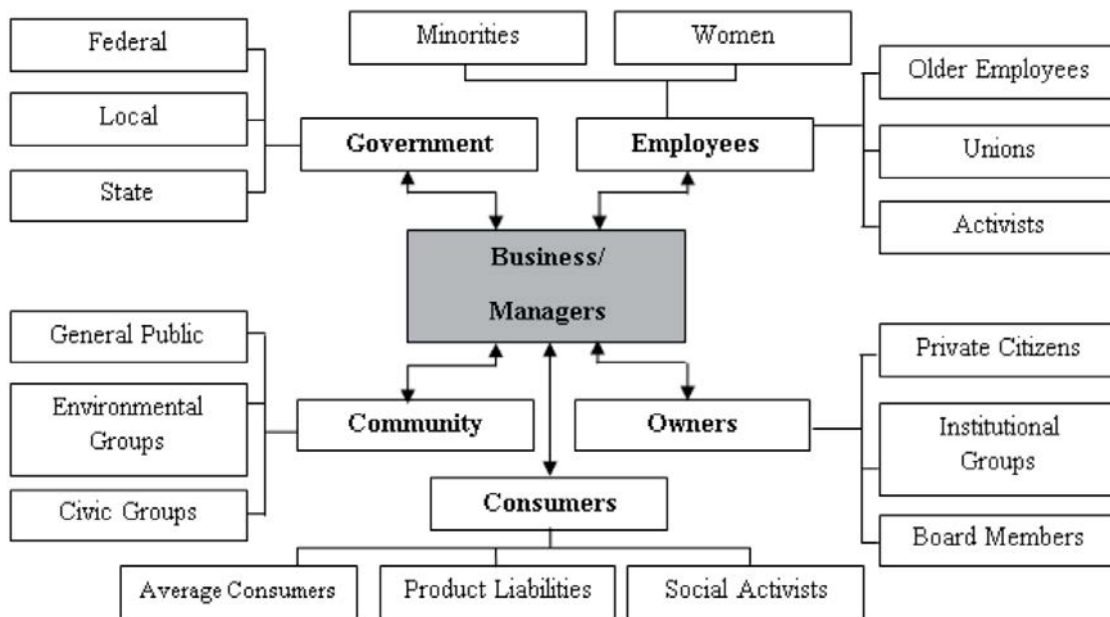 Minorities
Women
Federal
Local
State
Government
Employees
Older Employees
Unions
Activists
Business/
Managers
General Public
Environmental
Groups
Civic Groups
Community
Owners
Private Citizens
Institutional
Groups
Board Members
Consumers
Average Consumers
Product Liabilities
Social Activists